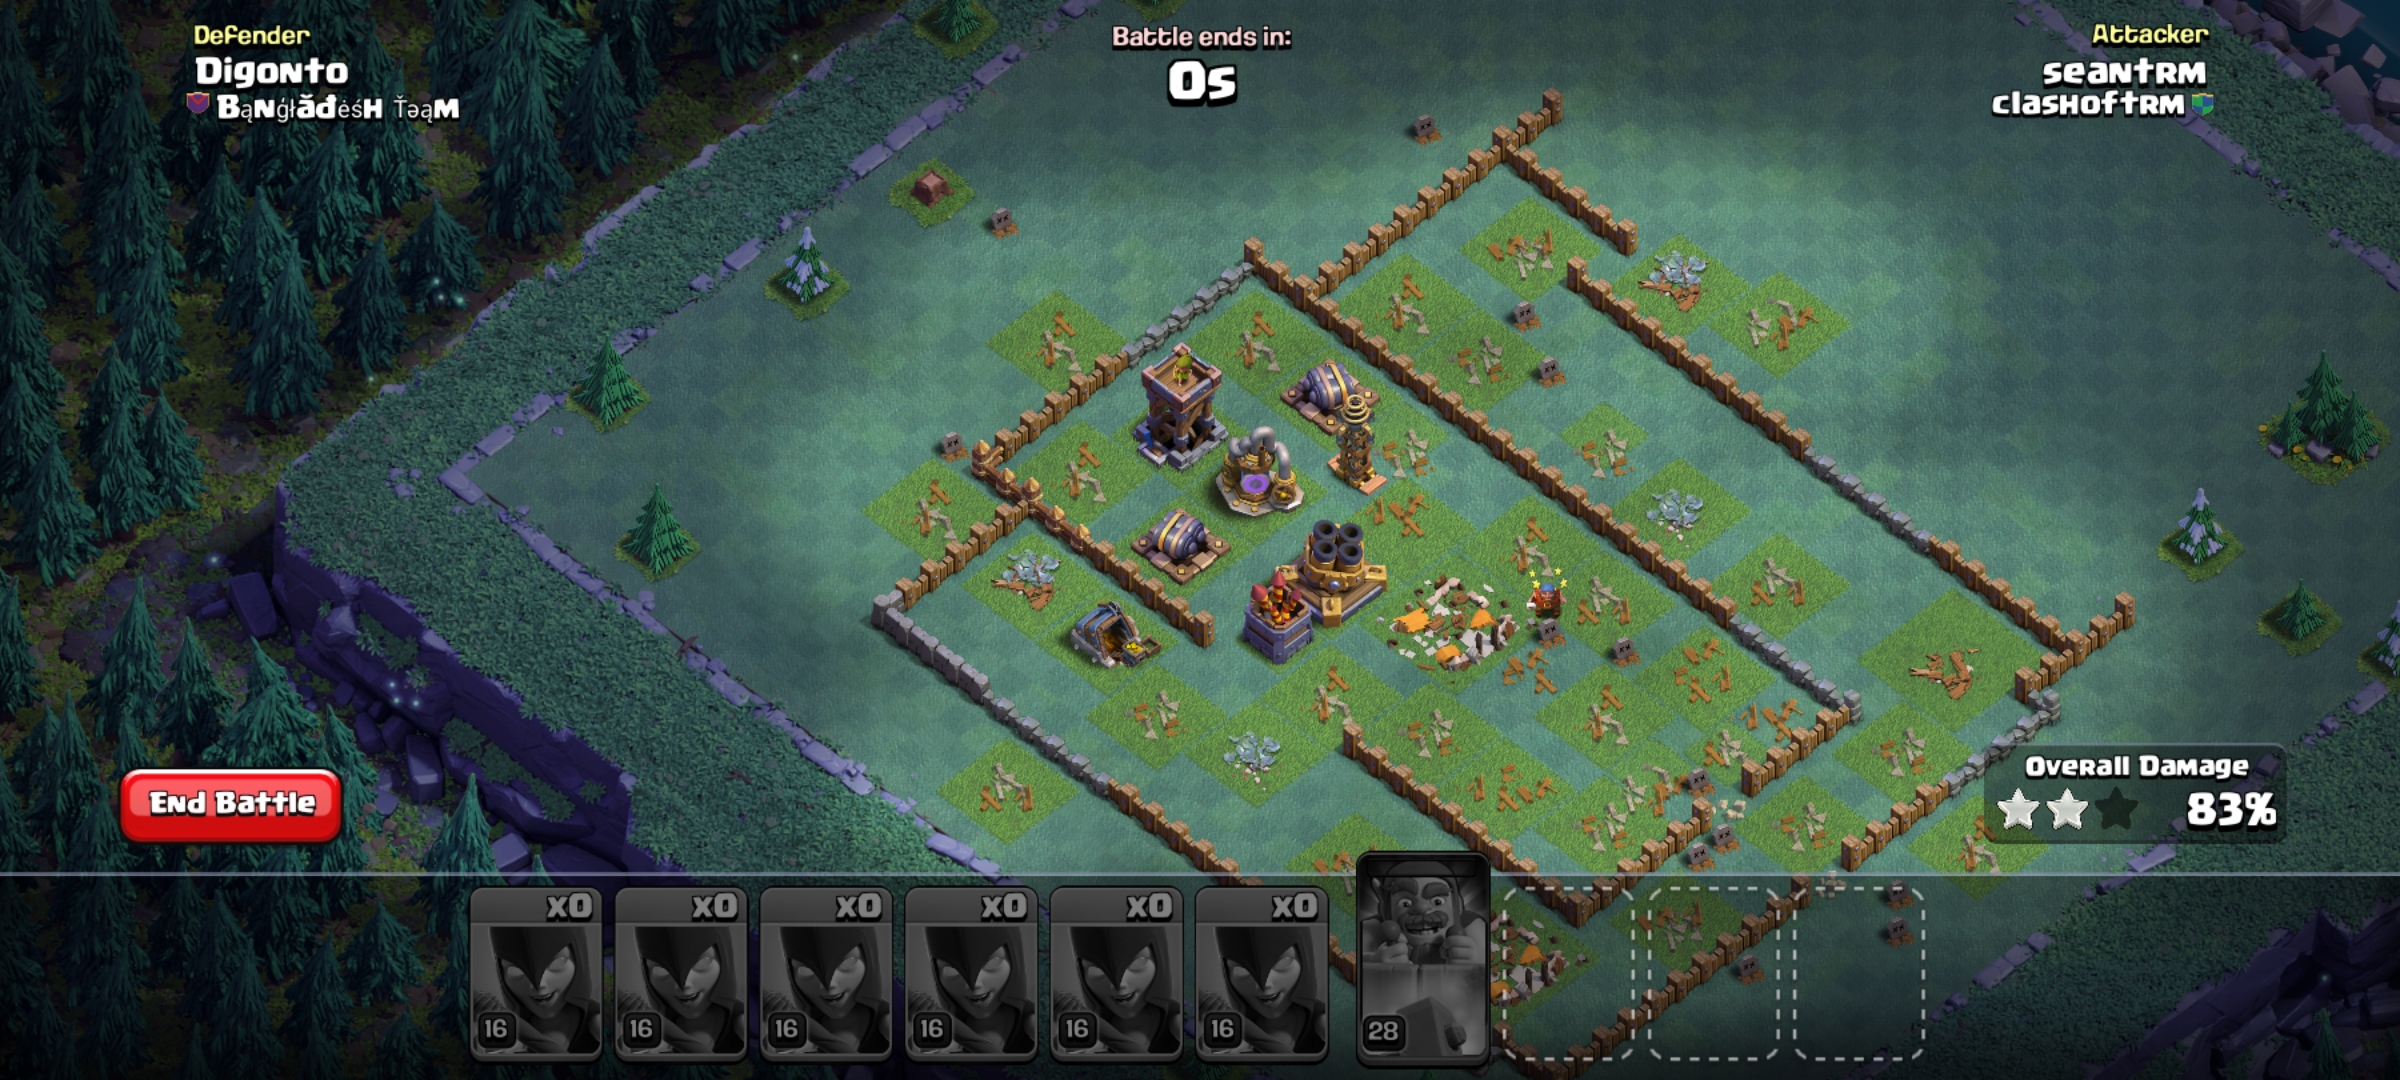 Defender
Digonto
BąNģłăđėśH ŤəąM
Battle ends in:
0s
Attacker
seantRM
clashoftRM
End Battle
Overall Damage
83%
x0 x0 x0 x0 x0 x0
16 16 16 16 16 16 28